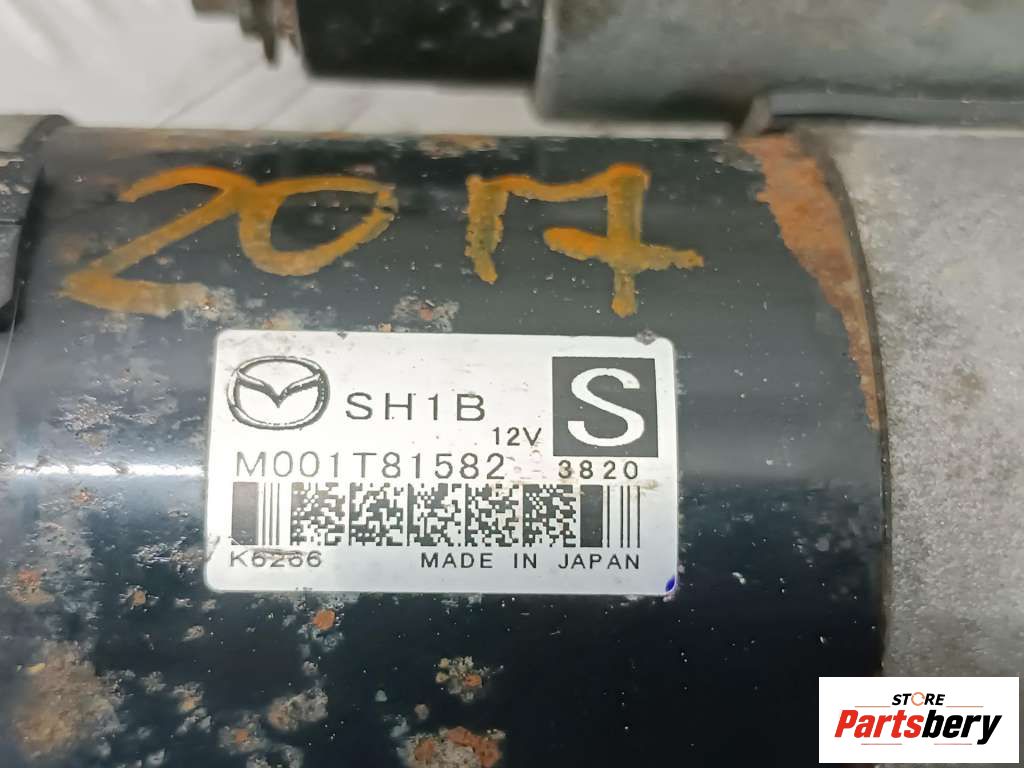 2017
SH1B
S
12V
M001T81582
3820
K6266
MADE IN JAPAN
STORE
Partsbery